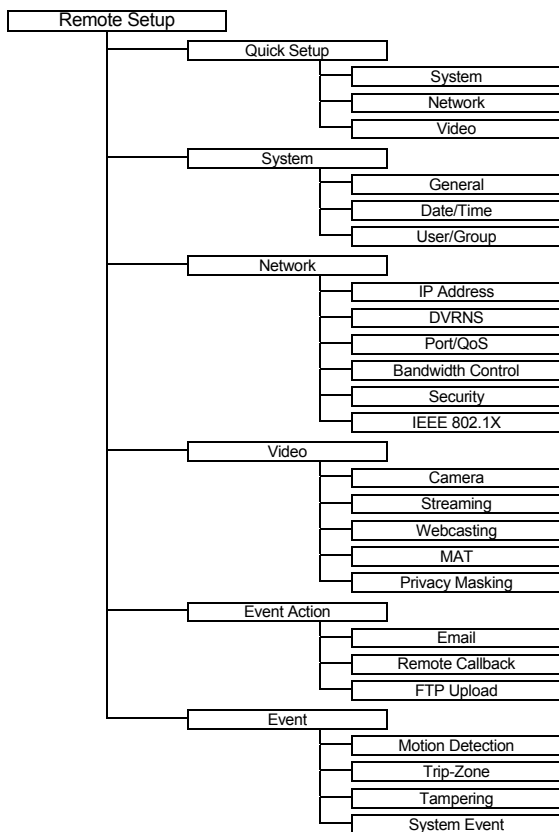 Remote Setup
Quick Setup
System
Network
Video
System
General
Date/Time
User/Group
Network
IP Address
DVRNS
Port/QoS
Bandwidth Control
Security
IEEE 802.1X
Video
Camera
Streaming
Webcasting
MAT
Privacy Masking
Event Action
Email
Remote Callback
FTP Upload
Event
Motion Detection
Trip-Zone
Tampering
System Event